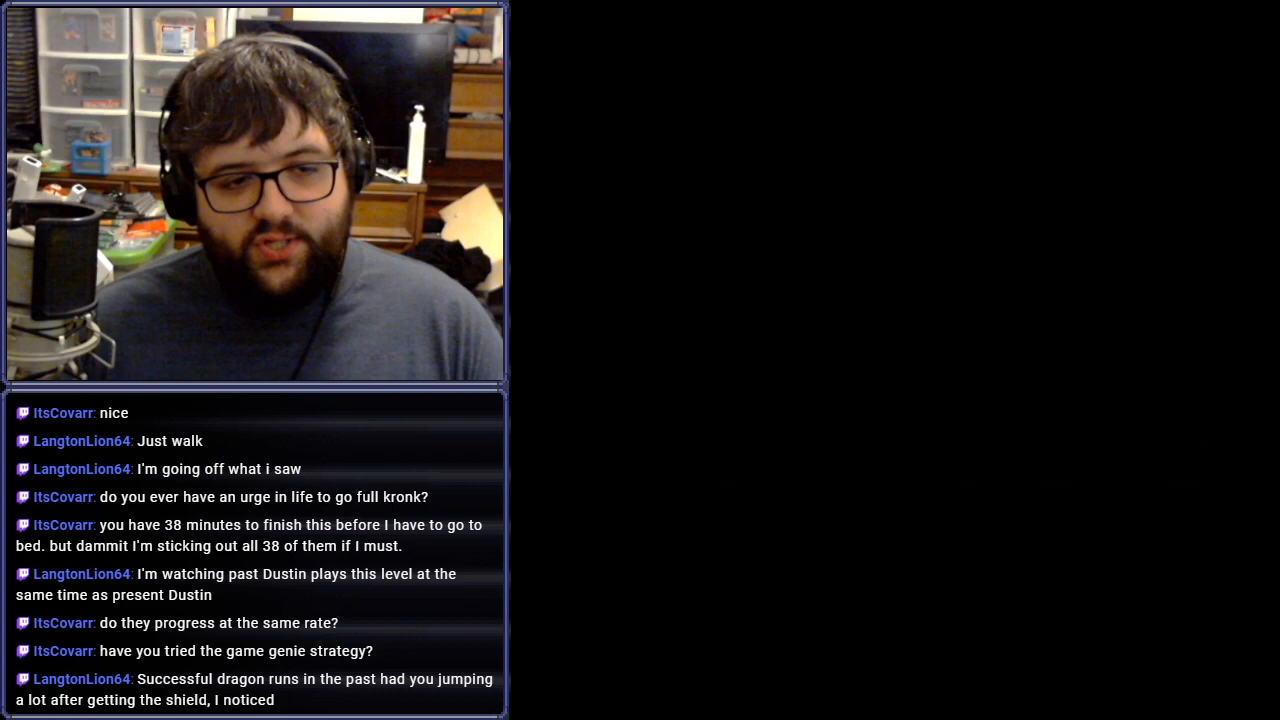 ItsCovarr: nice
LangtonLion64: Just walk
LangtonLion64: I'm going off what i saw
ItsCovarr: do you ever have an urge in life to go full kronk?
ItsCovarr: you have 38 minutes to finish this before I have to go to
bed. but dammit I'm sticking out all 38 of them if I must.
LangtonLion64: I'm watching past Dustin plays this level at the
same time as present Dustin
ItsCovarr: do they progress at the same rate?
ItsCovarr: have you tried the game genie strategy?
LangtonLion64: Successful dragon runs in the past had you jumping
a lot after getting the shield, I noticed